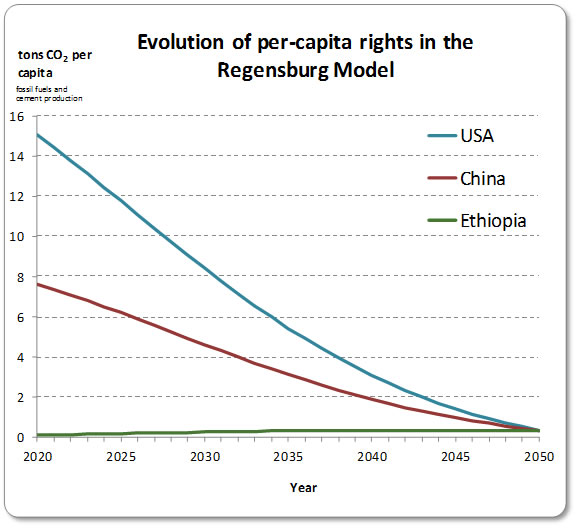 Evolution of per-capita rights in the
Regensburg Model
tons CO₂ per
capita
fossil fuels and
cement production
16
14
12
10
8
6
4
2
0
USA
China
Ethiopia
2020 2025 2030 2035 2040 2045 2050
Year